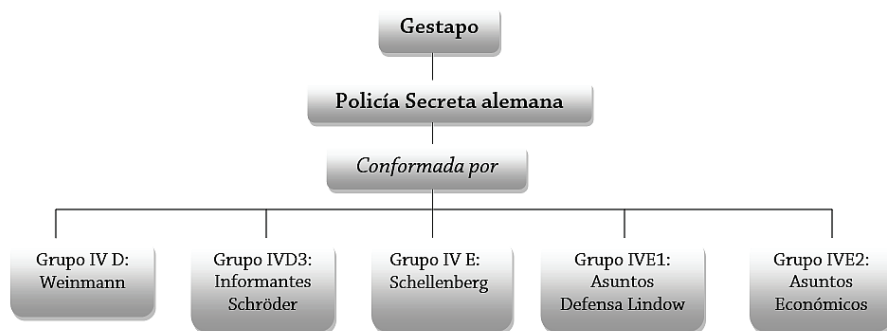 Gestapo
Policía Secreta alemana
Conformada por
Grupo IV D:
Weinmann
Grupo IVD3:
Informantes
Schröder
Grupo IV E:
Schellenberg
Grupo IVE1:
Asuntos
Defensa Lindow
Grupo IVE2:
Asuntos
Económicos